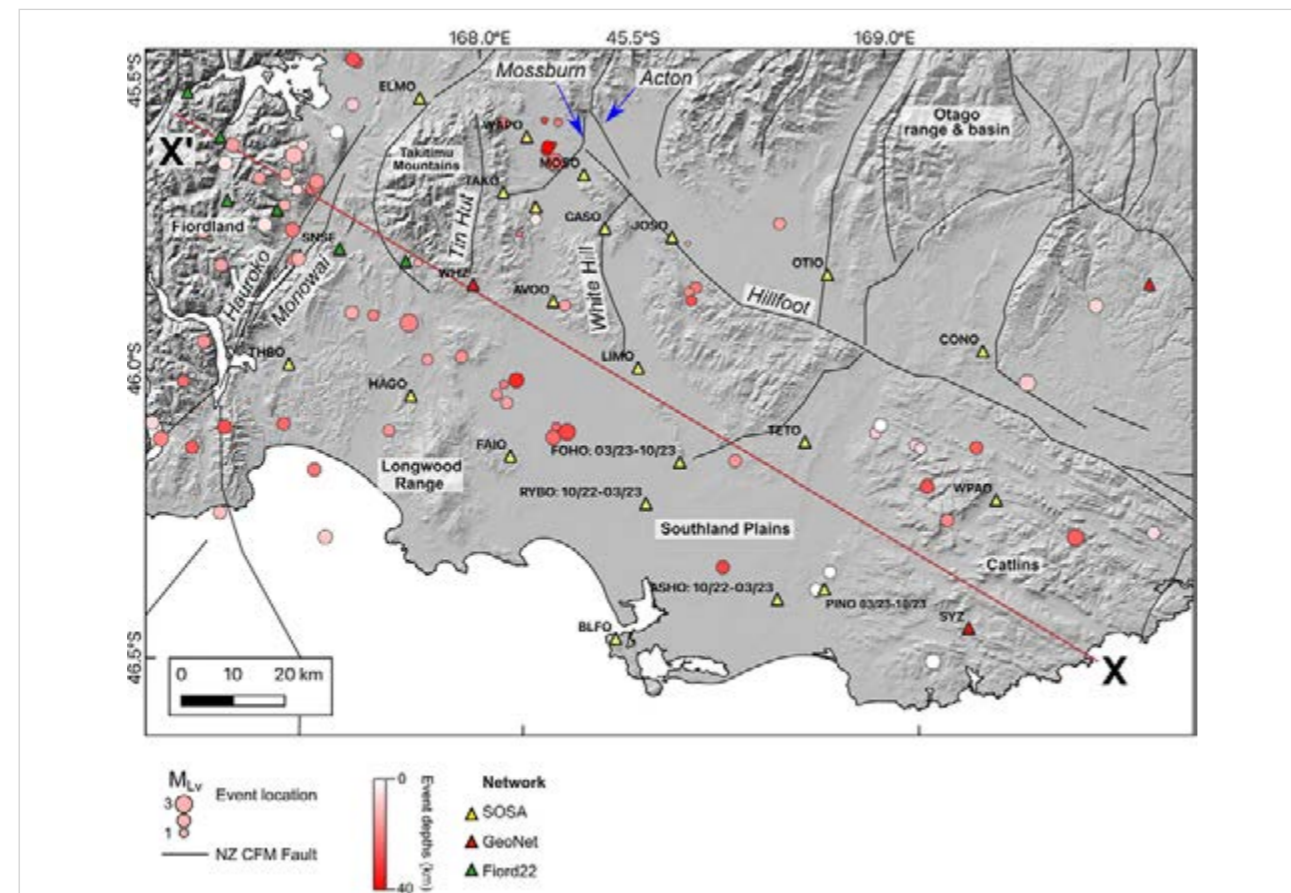 168.0°E
45.5°S
169.0°E
45.5°S
Mossburn
Acton
ELMO
Otago
range & basin
WAPO
X'
Takitimu
Mountains
MOSO
TAKO
Fiordland
CASO
JOSO
SNSF
Tin Hut
OTIO
Hauroko
Monowai
WHZ
AVOO
White Hill
Hillfoot
THBO
LIMO
CONO
46.0°S
HAGO
TETO
FAIO
FOHO: 03/23-10/23
Longwood
Range
WPAO
RYBO: 10/22-03/23
Southland Plains
Catlins
ASHO: 10/22-03/23
PINO 03/23-10/23
SYZ
BLFO
46.5°S
0 10 20 km
X
MLv
3
1
Event location
NZ CFM Fault
0
Event depths (km)
40
Network
SOSA
GeoNet
Fiord22